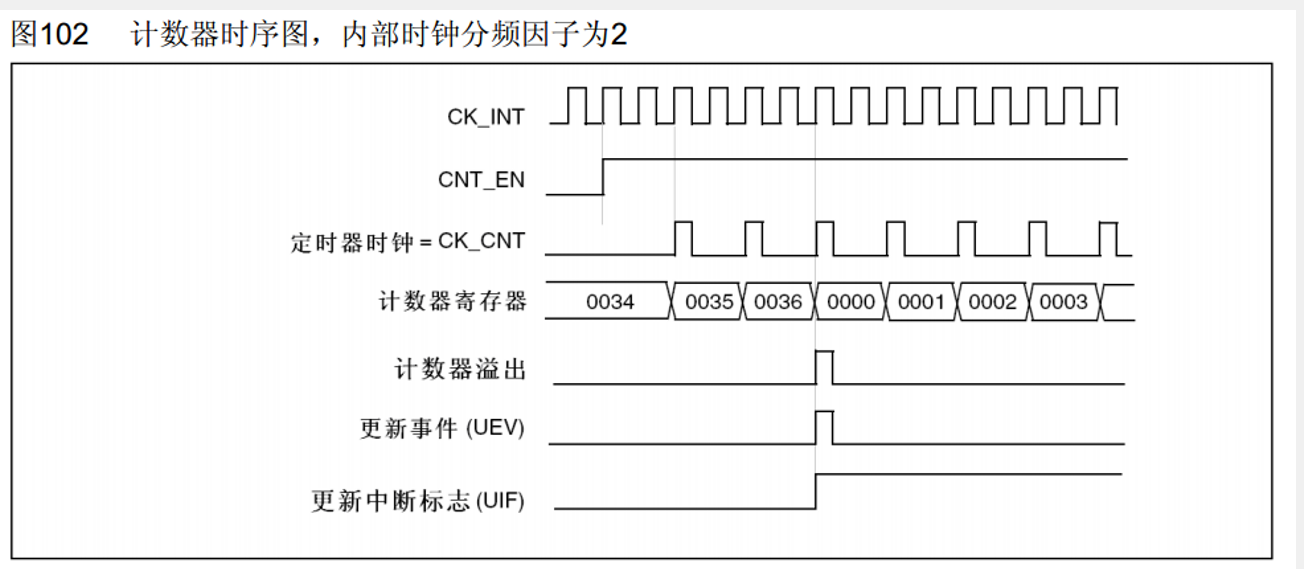 图102 计数器时序图，内部时钟分频因子为2
CK_INT
CNT_EN
定时器时钟 = CK_CNT
计数器寄存器 0034 0035 0036 0000 0001 0002 0003
计数器溢出
更新事件 (UEV)
更新中断标志 (UIF)